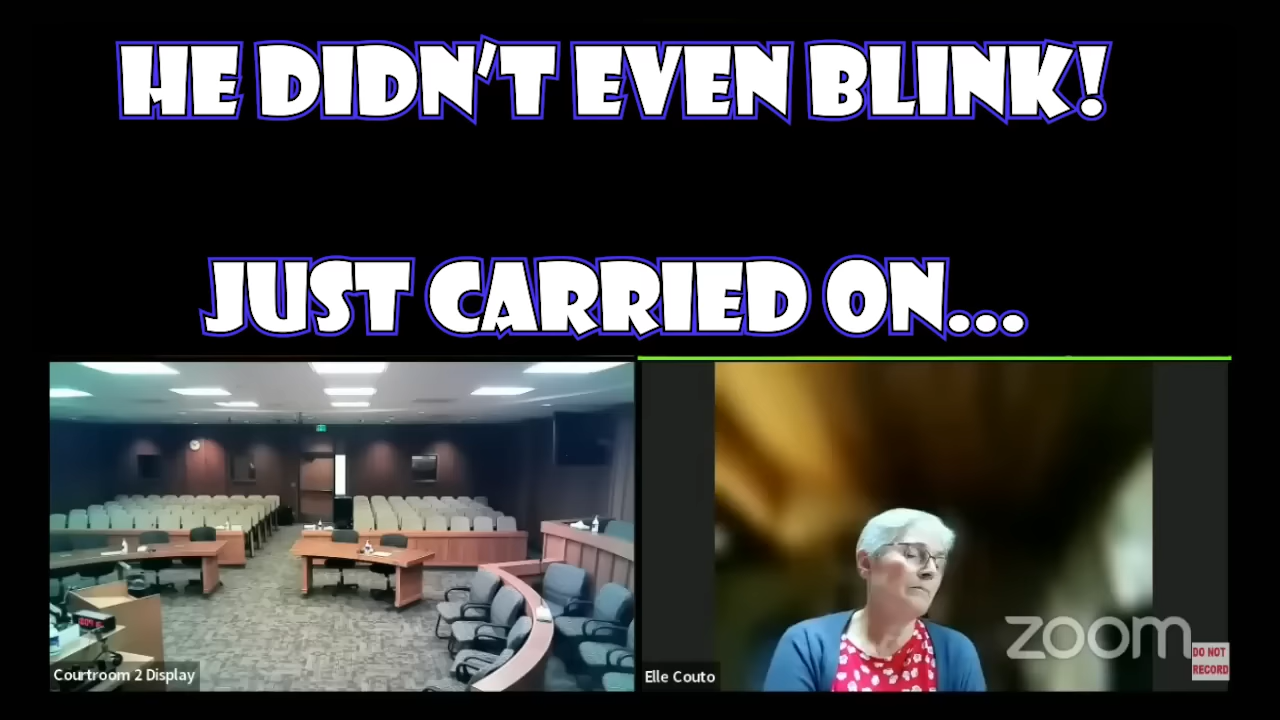 HE DIDN'T EVEN BLINK!
JUST CARRIED ON...
Courtroom 2 Display
Elle Couto
zoom
DO NOT
RECORD